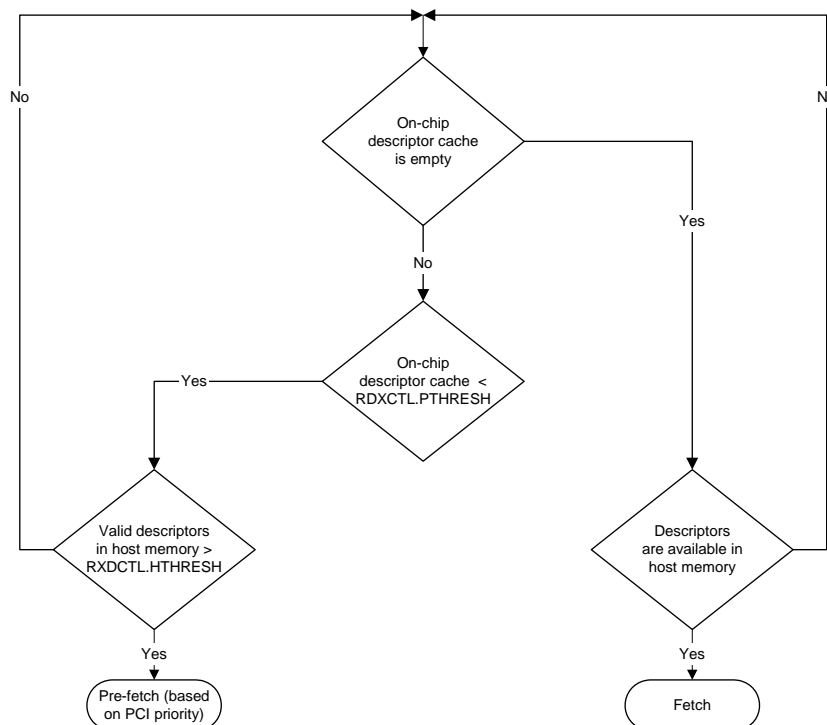 No
N
On-chip
descriptor cache
is empty
Yes
No
On-chip
descriptor cache <
RDXCTL.PTHRESH
Yes
Valid descriptors
in host memory >
RXDCTL.HTHRESH
Descriptors
are available in
host memory
Yes
Yes
Pre-fetch (based
on PCI priority)
Fetch